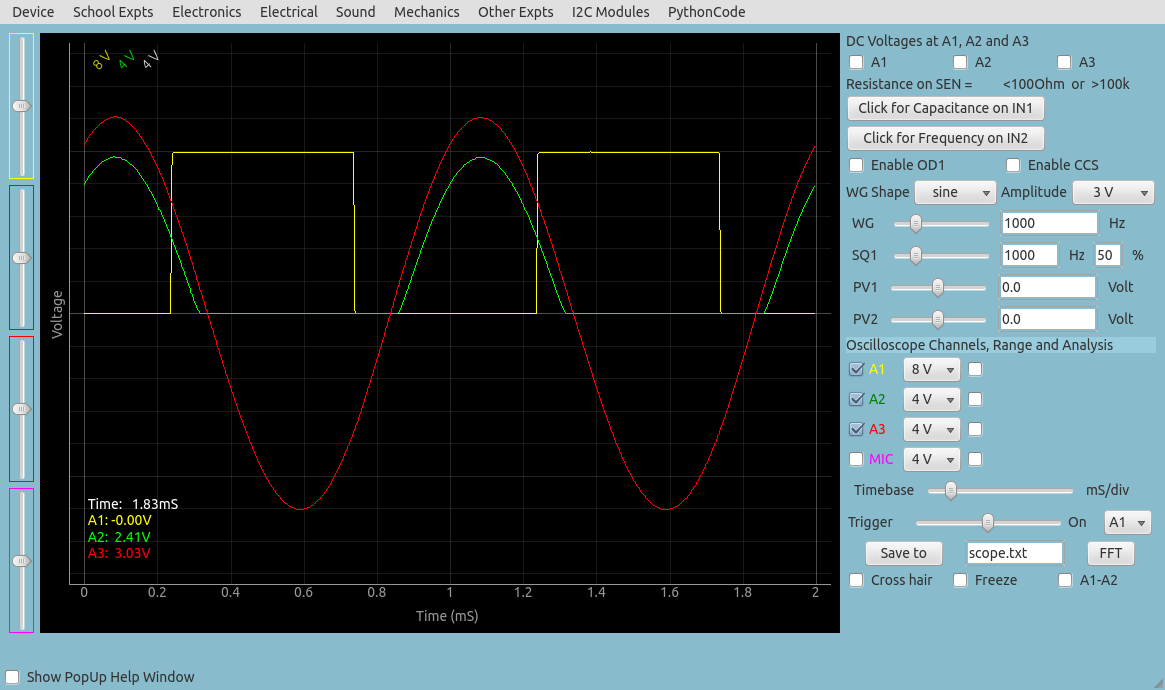 Device School Expts Electronics Electrical Sound Mechanics Other Expts I2C Modules PythonCode
8 V 4 V 4 V
Voltage
Time: 1.83mS
A1: -0.00V
A2: 2.41V
A3: 3.03V
0 0.2 0.4 0.6 0.8 1 1.2 1.4 1.6 1.8 2
Time (mS)
DC Voltages at A1, A2 and A3
A1 A2 A3
Resistance on SEN = <100Ohm or >100k
Click for Capacitance on IN1
Click for Frequency on IN2
Enable OD1 Enable CCS
WG Shape sine Amplitude 3 V
WG 1000 Hz
SQ1 1000 Hz 50 %
PV1 0.0 Volt
PV2 0.0 Volt
Oscilloscope Channels, Range and Analysis
A1 8 V
A2 4 V
A3 4 V
MIC 4 V
Timebase mS/div
Trigger On A1
Save to scope.txt FFT
Cross hair Freeze A1-A2
Show PopUp Help Window